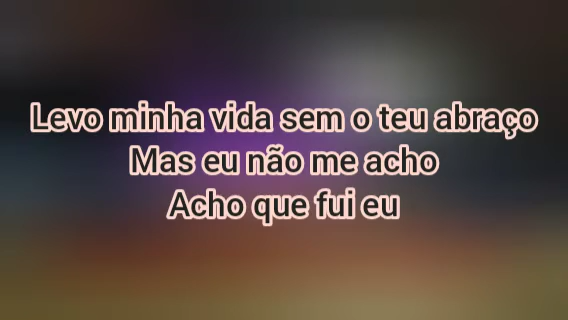 Levo minha vida sem o teu abraço
Mas eu não me acho
Acho que fui eu